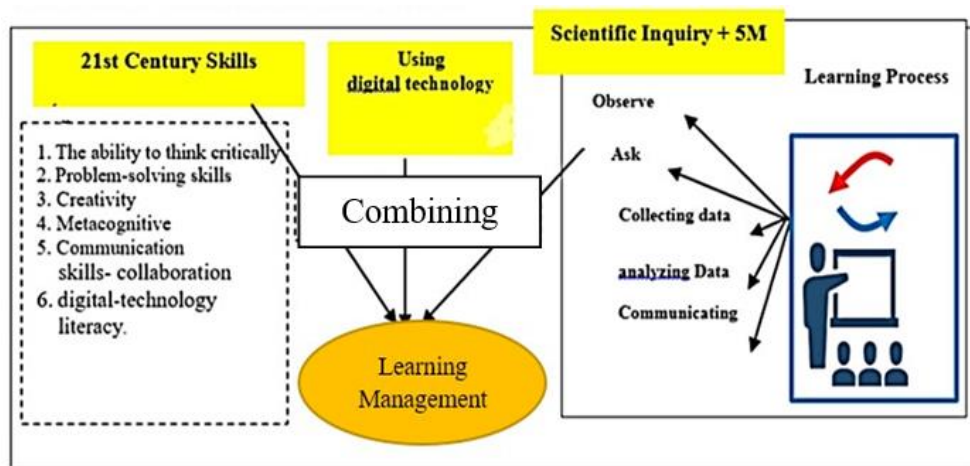 21st Century Skills
1. The ability to think critically
2. Problem-solving skills
3. Creativity
4. Metacognitive
5. Communication
skills- collaboration
6. digital-technology
literacy.
Using
digital technology
Combining
Learning
Management
Scientific Inquiry + 5M
Learning Process
Observe
Ask
Collecting data
analyzing Data
Communicating